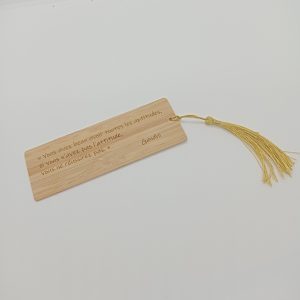 « Vous avez beau avoir toutes les aptitudes,
si vous n'avez pas l'attitude,
vous ne réussirez pas »